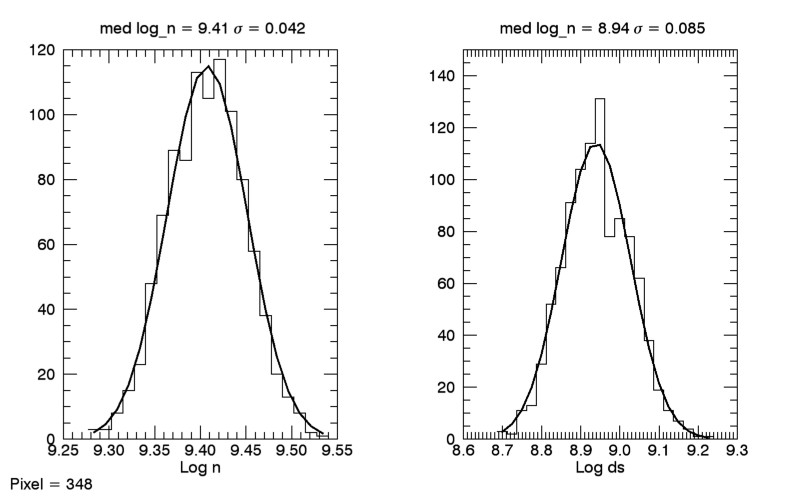 med log_n = 9.41 σ = 0.042
120
100
80
60
40
20
0
9.25 9.30 9.35 9.40 9.45 9.50 9.55
Log n
med log_n = 8.94 σ = 0.085
140
120
100
80
60
40
20
0
8.6 8.7 8.8 8.9 9.0 9.1 9.2 9.3
Log ds
Pixel = 348